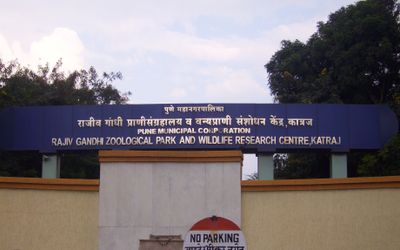 पुणे महानगरपालिका
राजीव गांधी प्राणीसंग्रहालय व वन्यप्राणी संशोधन केंद्र, कात्रज
PUNE MUNICIPAL CORPORATION
RAJIV GANDHI ZOOLOGICAL PARK AND WILDLIFE RESEARCH CENTRE, KATRAJ
NO PARKING